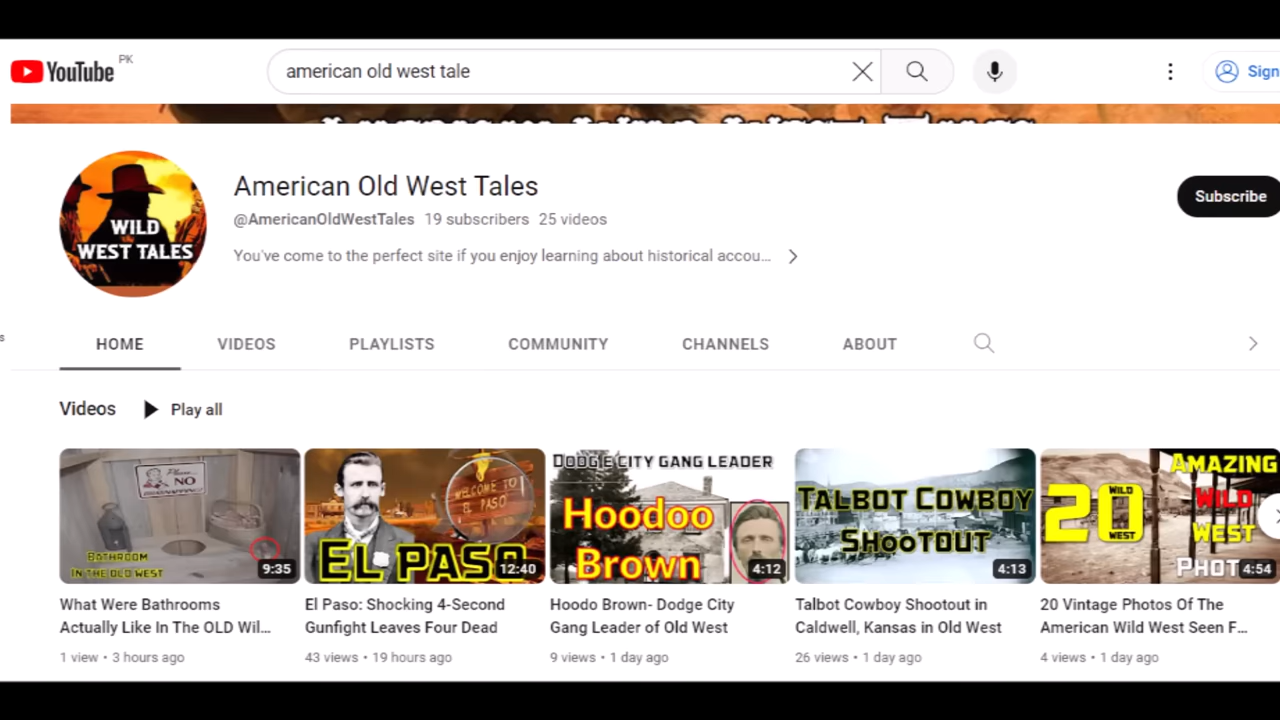 YouTube PK
american old west tale
Sign
WILD
WEST TALES
American Old West Tales
@AmericanOldWestTales 19 subscribers 25 videos
You've come to the perfect site if you enjoy learning about historical accou...
Subscribe
s
HOME VIDEOS PLAYLISTS COMMUNITY CHANNELS ABOUT
Videos Play all
Please...
NO
BATHROOM
IN THE OLD WEST
9:35
WELCOME TO
EL PASO
EL PASO
12:40
DODGE CITY GANG LEADER
Hoodoo
Brown
4:12
TALBOT COWBOY
SHOOTOUT
4:13
AMAZING
20 WILD WEST
WILD
WEST
PHOT
4:54
What Were Bathrooms
Actually Like In The OLD Wil...
1 view • 3 hours ago
El Paso: Shocking 4-Second
Gunfight Leaves Four Dead
43 views • 19 hours ago
Hoodo Brown- Dodge City
Gang Leader of Old West
9 views • 1 day ago
Talbot Cowboy Shootout in
Caldwell, Kansas in Old West
26 views • 1 day ago
20 Vintage Photos Of The
American Wild West Seen F...
4 views • 1 day ago